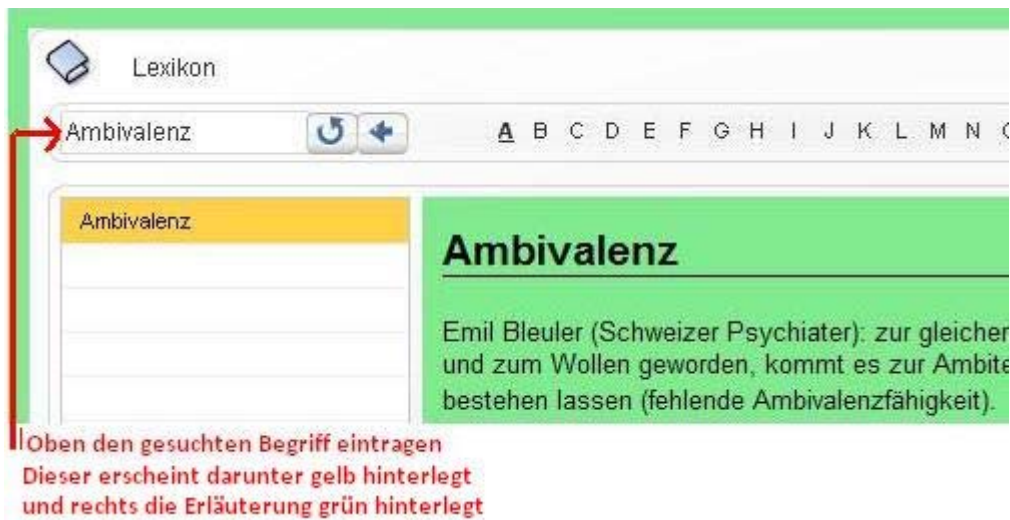 Lexikon
Ambivalenz
A B C D E F G H I J K L M N
Ambivalenz
Ambivalenz
Emil Bleuler (Schweizer Psychiater): zur
und zum Wollen geworden, kommt es zur
bestehen lassen (fehlende Ambivalenzfähigkeit).
Oben den gesuchten Begriff eintragen
Dieser erscheint darunter gelb hinterlegt
und rechts die Erläuterung grün hinterlegt